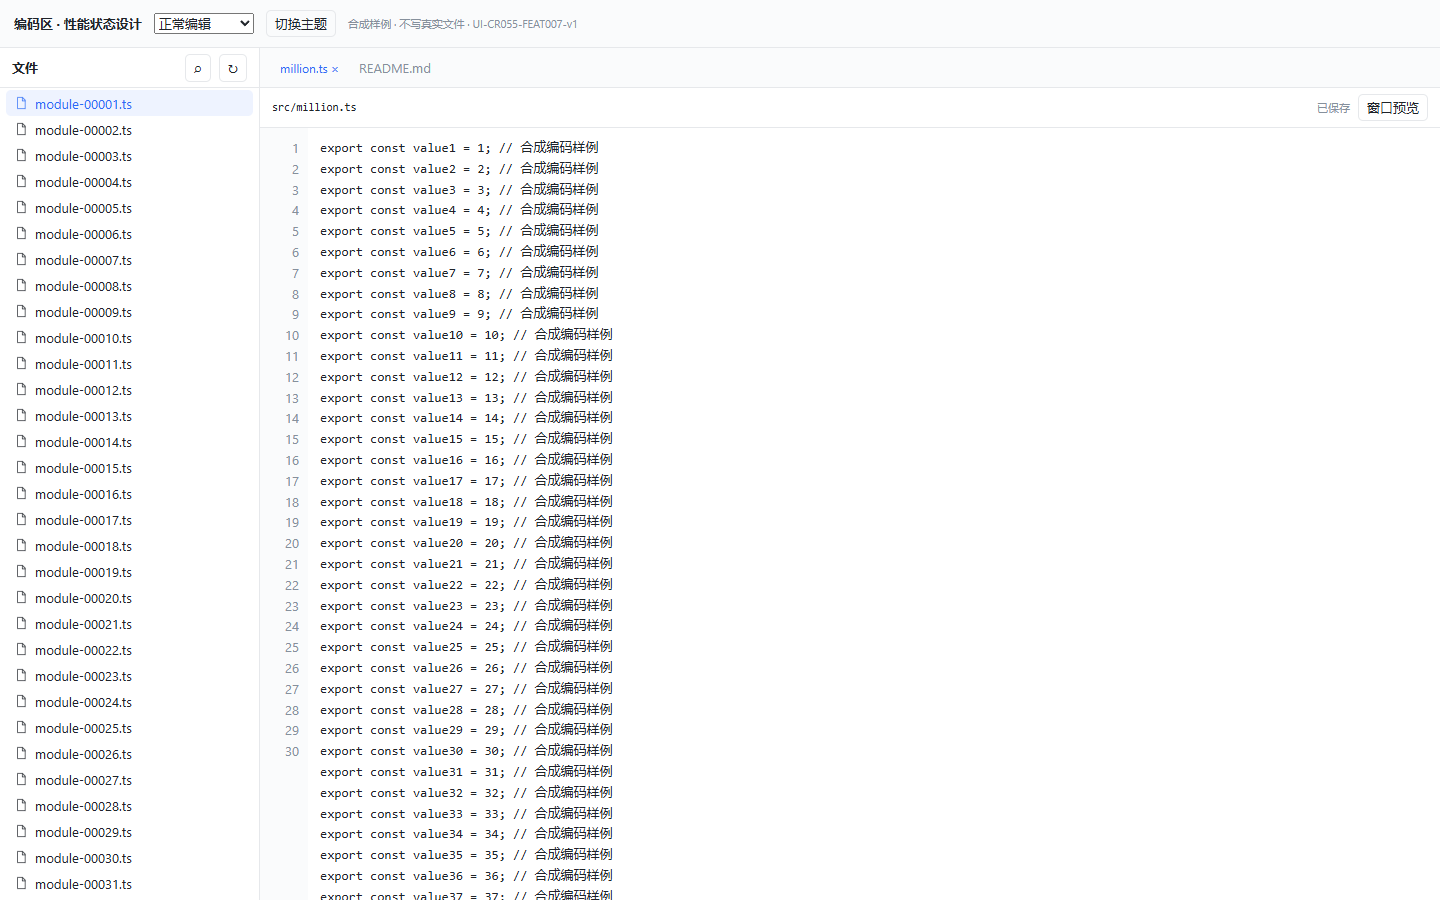 编码区 · 性能状态设计 正常编辑 切换主题 合成样例 · 不写真实文件 · UI-CR055-FEAT007-v1
文件
module-00001.ts
module-00002.ts
module-00003.ts
module-00004.ts
module-00005.ts
module-00006.ts
module-00007.ts
module-00008.ts
module-00009.ts
module-00010.ts
module-00011.ts
module-00012.ts
module-00013.ts
module-00014.ts
module-00015.ts
module-00016.ts
module-00017.ts
module-00018.ts
module-00019.ts
module-00020.ts
module-00021.ts
module-00022.ts
module-00023.ts
module-00024.ts
module-00025.ts
module-00026.ts
module-00027.ts
module-00028.ts
module-00029.ts
module-00030.ts
module-00031.ts
million.ts × README.md
src/million.ts 已保存 窗口预览
1 export const value1 = 1; // 合成编码样例
2 export const value2 = 2; // 合成编码样例
3 export const value3 = 3; // 合成编码样例
4 export const value4 = 4; // 合成编码样例
5 export const value5 = 5; // 合成编码样例
6 export const value6 = 6; // 合成编码样例
7 export const value7 = 7; // 合成编码样例
8 export const value8 = 8; // 合成编码样例
9 export const value9 = 9; // 合成编码样例
10 export const value10 = 10; // 合成编码样例
11 export const value11 = 11; // 合成编码样例
12 export const value12 = 12; // 合成编码样例
13 export const value13 = 13; // 合成编码样例
14 export const value14 = 14; // 合成编码样例
15 export const value15 = 15; // 合成编码样例
16 export const value16 = 16; // 合成编码样例
17 export const value17 = 17; // 合成编码样例
18 export const value18 = 18; // 合成编码样例
19 export const value19 = 19; // 合成编码样例
20 export const value20 = 20; // 合成编码样例
21 export const value21 = 21; // 合成编码样例
22 export const value22 = 22; // 合成编码样例
23 export const value23 = 23; // 合成编码样例
24 export const value24 = 24; // 合成编码样例
25 export const value25 = 25; // 合成编码样例
26 export const value26 = 26; // 合成编码样例
27 export const value27 = 27; // 合成编码样例
28 export const value28 = 28; // 合成编码样例
29 export const value29 = 29; // 合成编码样例
30 export const value30 = 30; // 合成编码样例
export const value31 = 31; // 合成编码样例
export const value32 = 32; // 合成编码样例
export const value33 = 33; // 合成编码样例
export const value34 = 34; // 合成编码样例
export const value35 = 35; // 合成编码样例
export const value36 = 36; // 合成编码样例
export const value37 = 37; // 合成编码样例